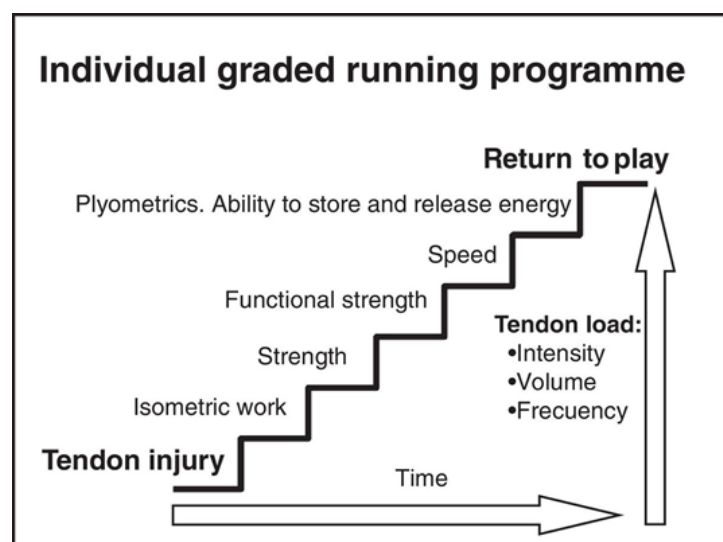 Individual graded running programme
Return to play
Plyometrics. Ability to store and release energy
Speed
Functional strength
Tendon load:
•Intensity
Strength
•Volume
Isometric work
•Frecuency
Tendon injury
Time